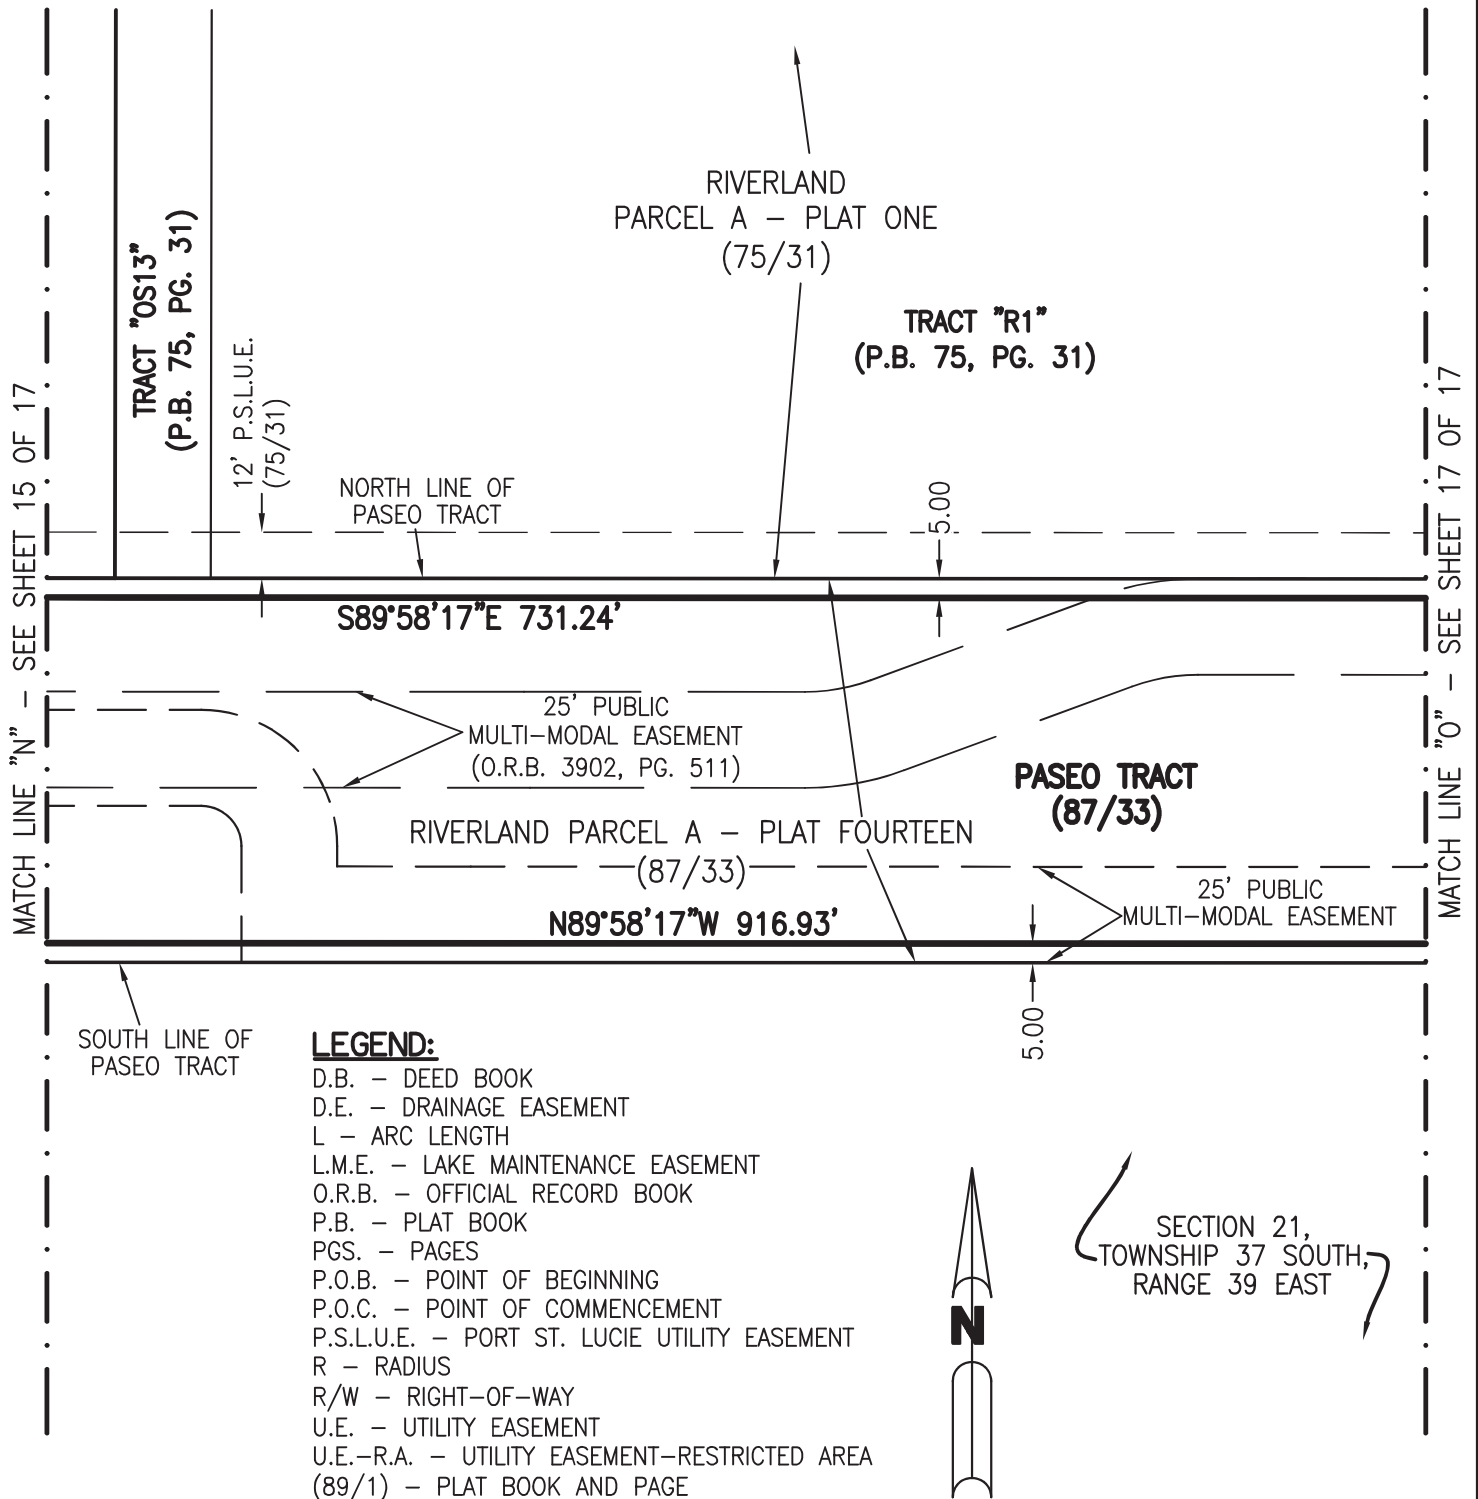 RIVERLAND
PARCEL A – PLAT ONE
(75/31)
TRACT "OS13"
(P.B. 75, PG. 31)
TRACT "R1"
(P.B. 75, PG. 31)
12' P.S.L.U.E.
(75/31)
MATCH LINE "N" – SEE SHEET 15 OF 17
MATCH LINE "O" – SEE SHEET 17 OF 17
NORTH LINE OF
PASEO TRACT
5.00
S89°58'17"E 731.24'
25' PUBLIC
MULTI–MODAL EASEMENT
(O.R.B. 3902, PG. 511)
PASEO TRACT
(87/33)
RIVERLAND PARCEL A – PLAT FOURTEEN
(87/33)
25' PUBLIC
MULTI–MODAL EASEMENT
N89°58'17"W 916.93'
5.00
SOUTH LINE OF
PASEO TRACT
LEGEND:
D.B. – DEED BOOK
D.E. – DRAINAGE EASEMENT
L – ARC LENGTH
L.M.E. – LAKE MAINTENANCE EASEMENT
O.R.B. – OFFICIAL RECORD BOOK
P.B. – PLAT BOOK
PGS. – PAGES
P.O.B. – POINT OF BEGINNING
P.O.C. – POINT OF COMMENCEMENT
P.S.L.U.E. – PORT ST. LUCIE UTILITY EASEMENT
R – RADIUS
R/W – RIGHT–OF–WAY
U.E. – UTILITY EASEMENT
U.E.–R.A. – UTILITY EASEMENT–RESTRICTED AREA
(89/1) – PLAT BOOK AND PAGE
N
SECTION 21,
TOWNSHIP 37 SOUTH,
RANGE 39 EAST